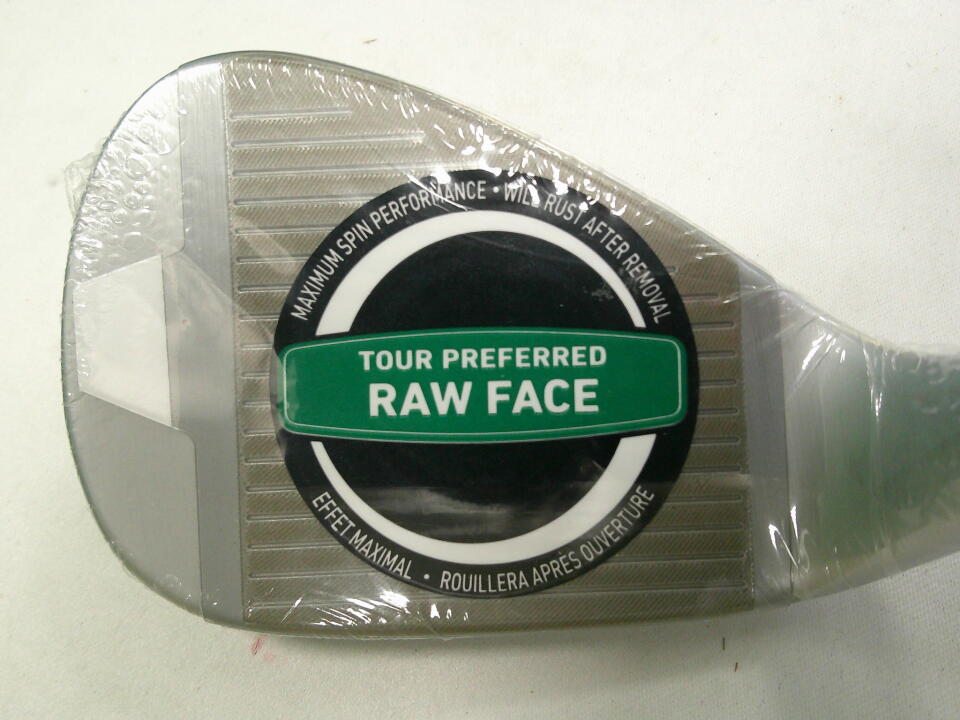 MAXIMUM SPIN PERFORMANCE • WILL RUST AFTER REMOVAL
TOUR PREFERRED
RAW FACE
EFFET MAXIMAL • ROUILLERA APRÈS OUVERTURE